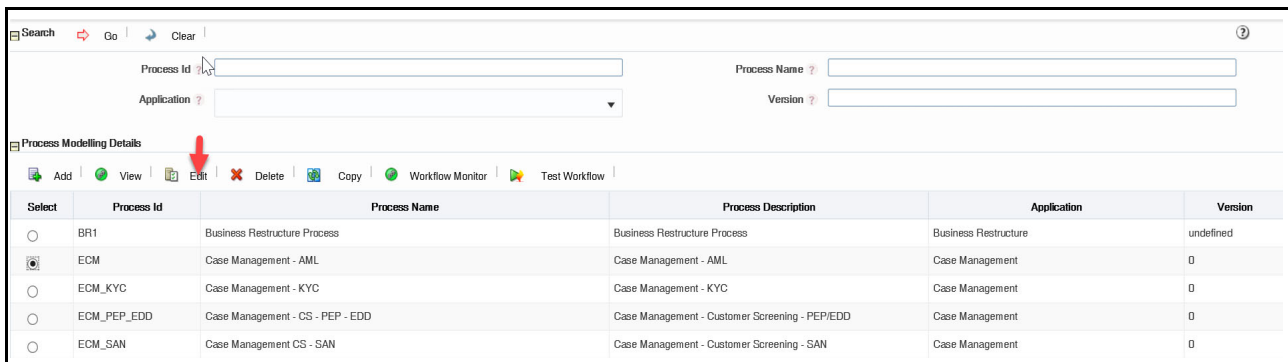 Search Go Clear ?
Process Id ? Process Name ?
Application ? Version ?
Process Modelling Details
Add View Edit Delete Copy Workflow Monitor Test Workflow
Select Process Id Process Name Process Description Application Version
BR1 Business Restructure Process Business Restructure Process Business Restructure undefined
ECM Case Management - AML Case Management - AML Case Management 0
ECM_KYC Case Management - KYC Case Management - KYC Case Management 0
ECM_PEP_EDD Case Management - CS - PEP - EDD Case Management - Customer Screening - PEP/EDD Case Management 0
ECM_SAN Case Management CS - SAN Case Management - Customer Screening - SAN Case Management 0